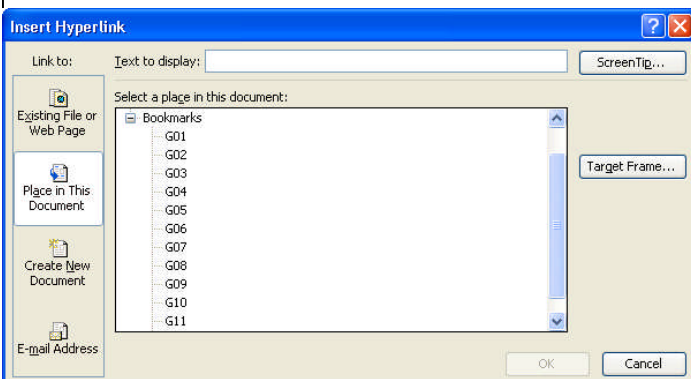 Insert Hyperlink
Link to:
Text to display:
ScreenTip...
Existing File or
Web Page
Place in This
Document
Create New
Document
E-mail Address
Select a place in this document:
Bookmarks
G01
G02
G03
G04
G05
G06
G07
G08
G09
G10
G11
Target Frame...
OK
Cancel